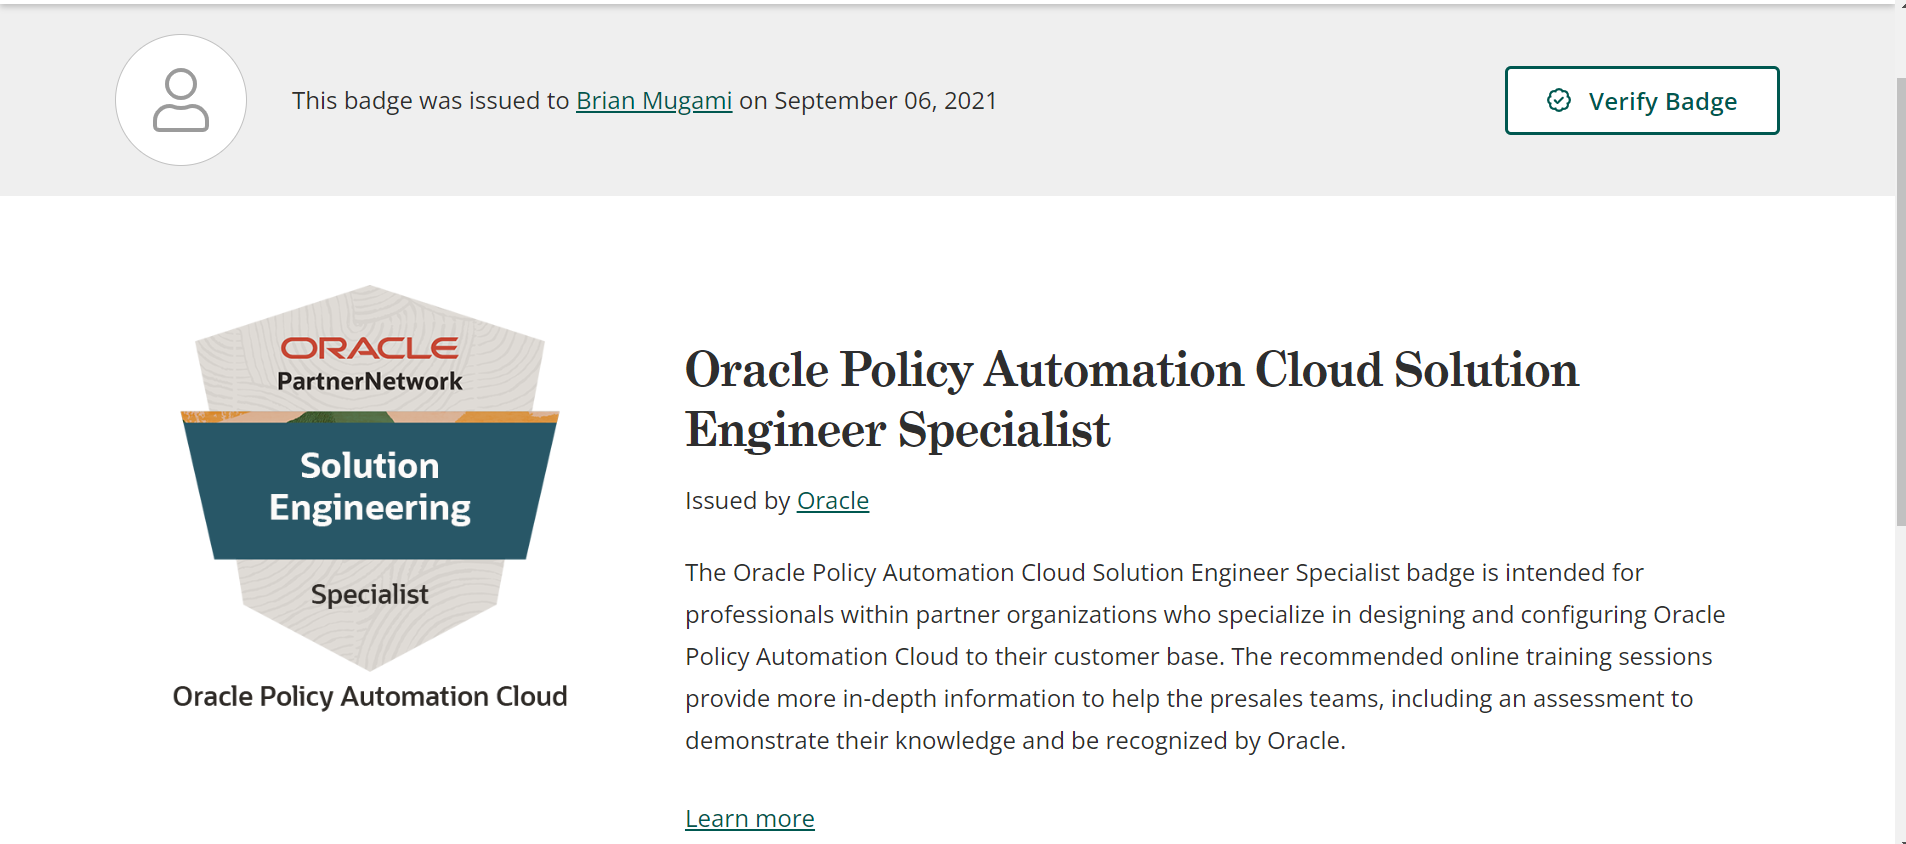 This badge was issued to Brian Mugami on September 06, 2021
Verify Badge
ORACLE
PartnerNetwork
Solution
Engineering
Specialist
Oracle Policy Automation Cloud
Oracle Policy Automation Cloud Solution
Engineer Specialist
Issued by Oracle
The Oracle Policy Automation Cloud Solution Engineer Specialist badge is intended for
professionals within partner organizations who specialize in designing and configuring Oracle
Policy Automation Cloud to their customer base. The recommended online training sessions
provide more in-depth information to help the presales teams, including an assessment to
demonstrate their knowledge and be recognized by Oracle.
Learn more